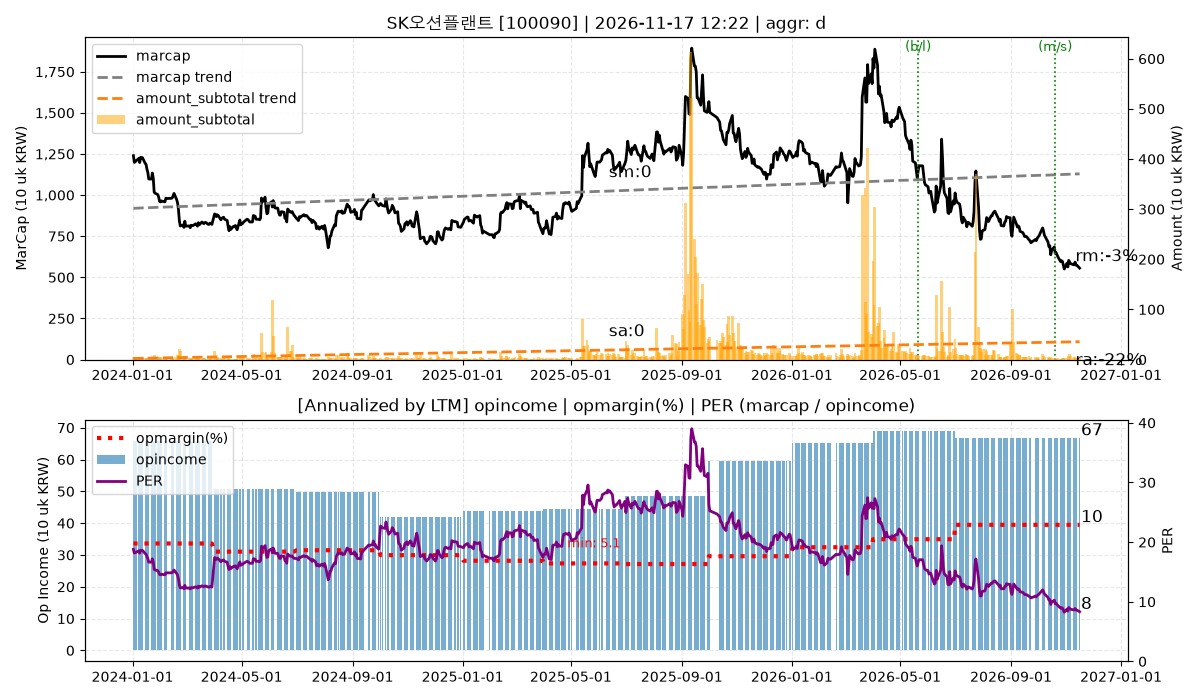 SK오션플랜트 [100090] | 2026-11-17 12:22 | aggr: d
marcap
marcap trend
amount_subtotal trend
amount_subtotal
(b/l)
(m/s)
MarCap (10 uk KRW)
1,750
1,500
1,250
1,000
750
500
250
0
Amount (10 uk KRW)
600
500
400
300
200
100
0
sm:0
sa:0
rm:-3%
ra:-22%
2024-01-01 2024-05-01 2024-09-01 2025-01-01 2025-05-01 2025-09-01 2026-01-01 2026-05-01 2026-09-01 2027-01-01
[Annualized by LTM] opincome | opmargin(%) | PER (marcap / opincome)
opmargin(%)
opincome
PER
Op Income (10 uk KRW)
70
60
50
40
30
20
10
0
PER
40
30
20
10
0
min: 5.1
67
10
8
2024-01-01 2024-05-01 2024-09-01 2025-01-01 2025-05-01 2025-09-01 2026-01-01 2026-05-01 2026-09-01 2027-01-01